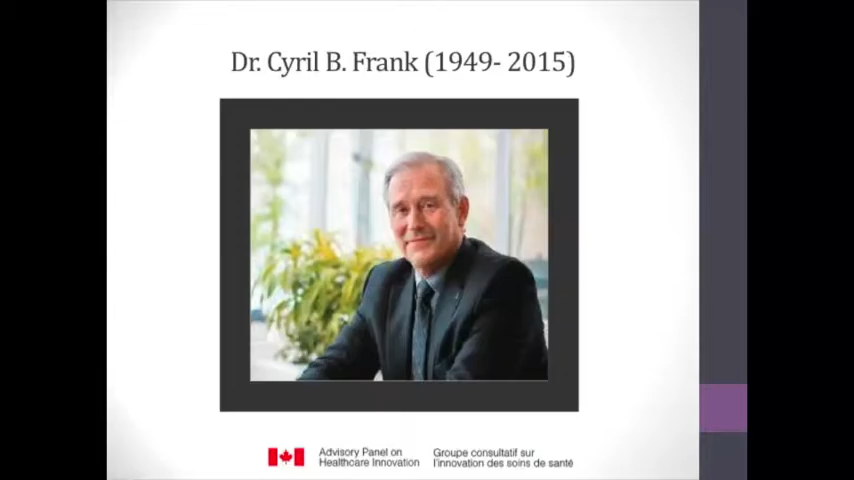 Dr. Cyril B. Frank (1949- 2015)
Advisory Panel on
Healthcare Innovation
Groupe consultatif sur
l'innovation des soins de santé